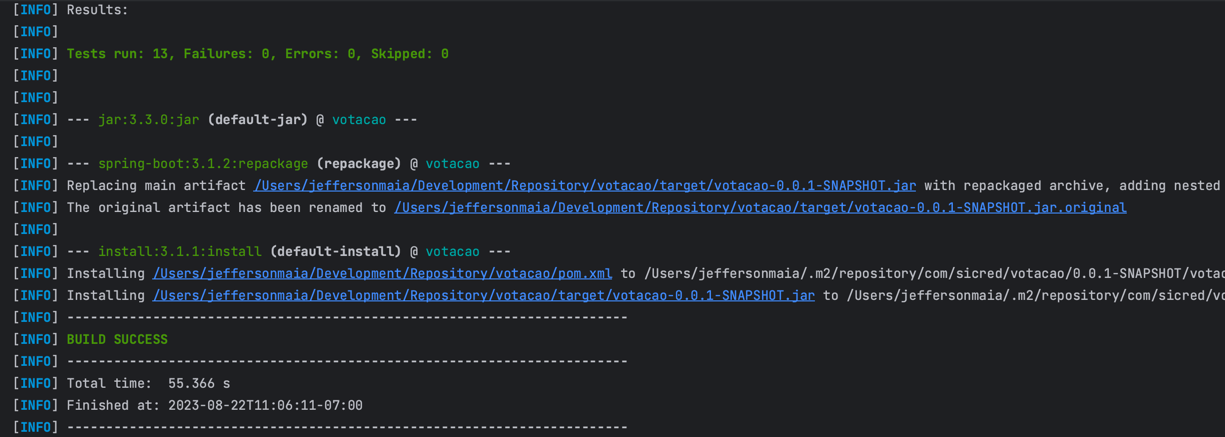 [INFO] Results:
[INFO]
[INFO] Tests run: 13, Failures: 0, Errors: 0, Skipped: 0
[INFO]
[INFO]
[INFO] --- jar:3.3.0:jar (default-jar) @ votacao ---
[INFO]
[INFO] --- spring-boot:3.1.2:repackage (repackage) @ votacao ---
[INFO] Replacing main artifact /Users/jeffersonmaia/Development/Repository/votacao/target/votacao-0.0.1-SNAPSHOT.jar with repackaged archive, adding nested
[INFO] The original artifact has been renamed to /Users/jeffersonmaia/Development/Repository/votacao/target/votacao-0.0.1-SNAPSHOT.jar.original
[INFO]
[INFO] --- install:3.1.1:install (default-install) @ votacao ---
[INFO] Installing /Users/jeffersonmaia/Development/Repository/votacao/pom.xml to /Users/jeffersonmaia/.m2/repository/com/sicred/votacao/0.0.1-SNAPSHOT/votac
[INFO] Installing /Users/jeffersonmaia/Development/Repository/votacao/target/votacao-0.0.1-SNAPSHOT.jar to /Users/jeffersonmaia/.m2/repository/com/sicred/vo
[INFO] ------------------------------------------------------------------------
[INFO] BUILD SUCCESS
[INFO] ------------------------------------------------------------------------
[INFO] Total time:  55.366 s
[INFO] Finished at: 2023-08-22T11:06:11-07:00
[INFO] ------------------------------------------------------------------------